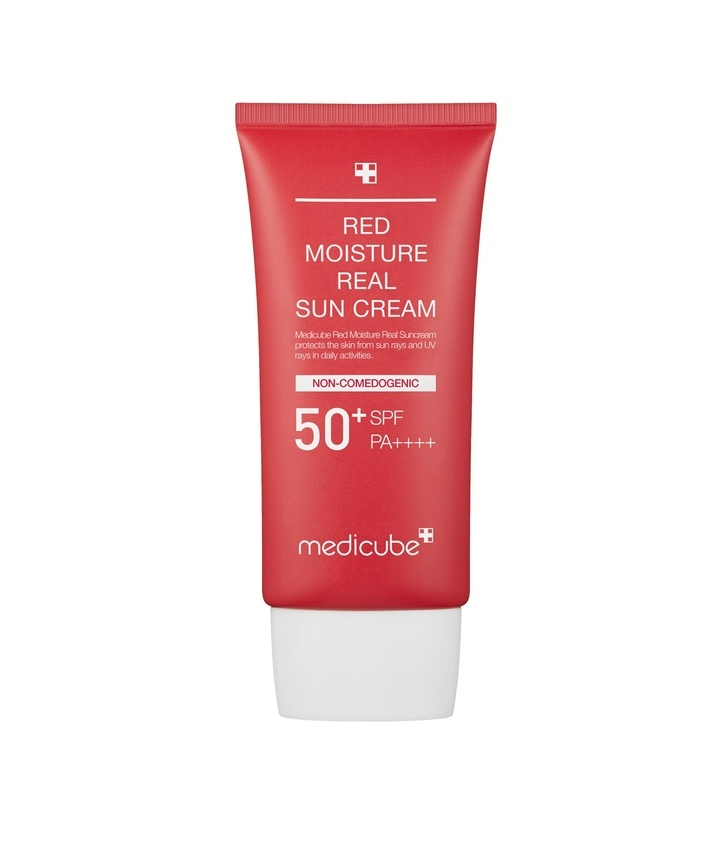 RED
MOISTURE
REAL
SUN CREAM
Medicube Red Moisture Real Suncream
protects the skin from sun rays and UV
rays in daily activities.
NON-COMEDOGENIC
50+ SPF
PA++++
medicube